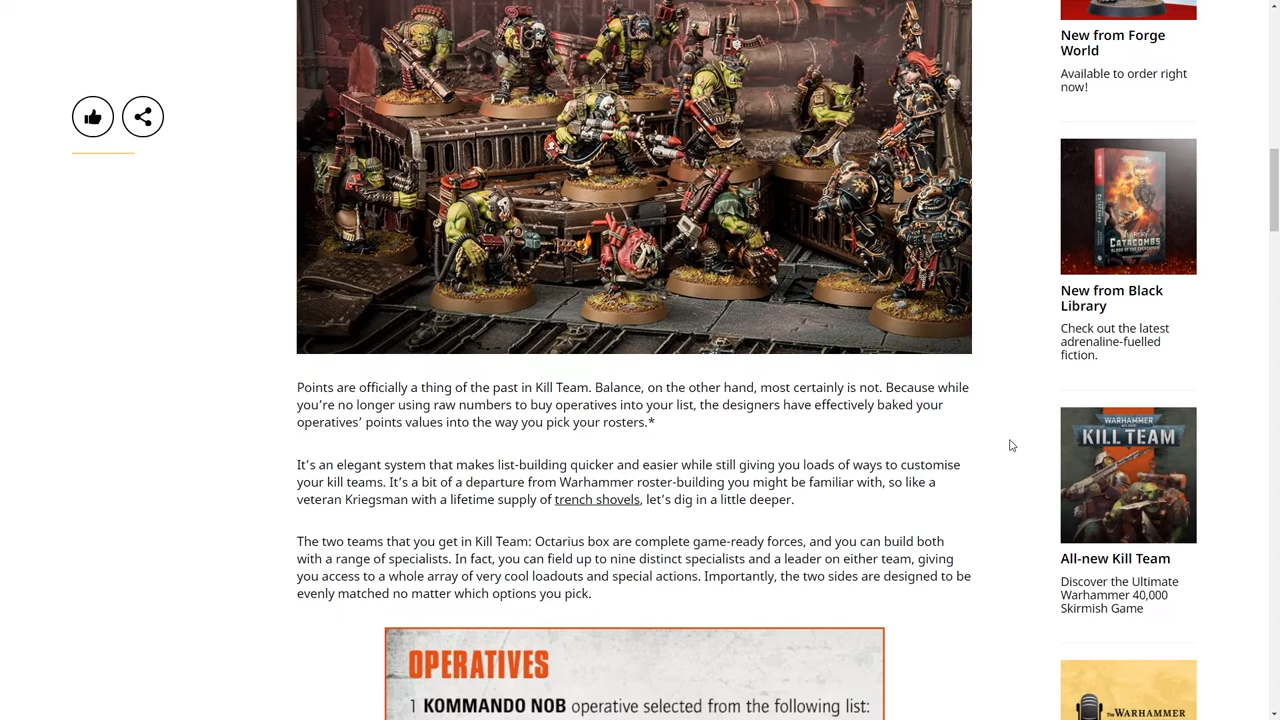 Points are officially a thing of the past in Kill Team. Balance, on the other hand, most certainly is not. Because while
you’re no longer using raw numbers to buy operatives into your list, the designers have effectively baked your
operatives’ points values into the way you pick your rosters.*
It’s an elegant system that makes list-building quicker and easier while still giving you loads of ways to customise
your kill teams. It’s a bit of a departure from Warhammer roster-building you might be familiar with, so like a
veteran Kriegsman with a lifetime supply of trench shovels, let’s dig in a little deeper.
The two teams that you get in Kill Team: Octarius box are complete game-ready forces, and you can build both
with a range of specialists. In fact, you can field up to nine distinct specialists and a leader on either team, giving
you access to a whole array of very cool loadouts and special actions. Importantly, the two sides are designed to be
evenly matched no matter which options you pick.
OPERATIVES
1 KOMMANDO NOB operative selected from the following list:
New from Forge
World
Available to order right
now!
CATACOMBS
New from Black
Library
Check out the latest
adrenaline-fuelled
fiction.
WARHAMMER
KILL TEAM
All-new Kill Team
Discover the Ultimate
Warhammer 40,000
Skirmish Game
The WARHAMMER